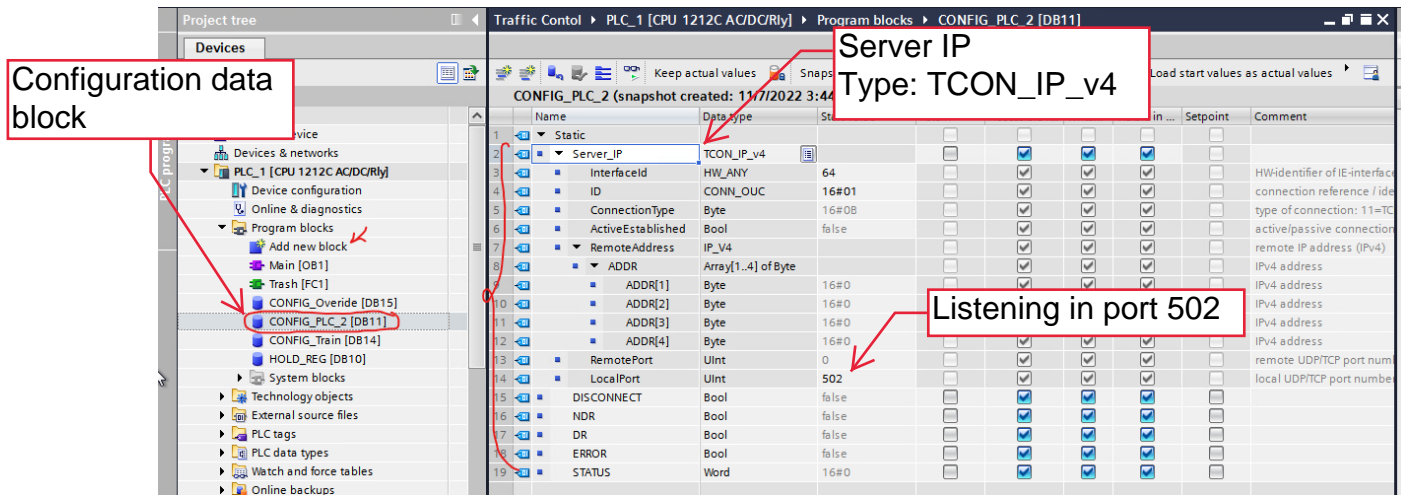 Project tree
Traffic Contol ▸ PLC_1 [CPU 1212C AC/DC/Rly] ▸ Program blocks ▸ CONFIG_PLC_2 [DB11]
Devices
Server IP
Type: TCON_IP_v4
Configuration data
block
Keep actual values
Load start values as actual values
CONFIG_PLC_2 (snapshot created: 11/7/2022 3:44
Name Data type in ... Setpoint Comment
1 Static
2 Server_IP TCON_IP_v4
3 InterfaceId HW_ANY 64 HW-identifier of IE-interface
4 ID CONN_OUC 16#01 connection reference / ide
5 ConnectionType Byte 16#0B type of connection: 11=TC
6 ActiveEstablished Bool false active/passive connection
7 RemoteAddress IP_V4 remote IP address (IPv4)
8 ADDR Array[1..4] of Byte IPv4 address
9 ADDR[1] Byte 16#0 IPv4 address
10 ADDR[2] Byte 16#0 IPv4 address
11 ADDR[3] Byte 16#0 IPv4 address
12 ADDR[4] Byte 16#0 IPv4 address
13 RemotePort UInt 0 remote UDP/TCP port num
14 LocalPort UInt 502 local UDP/TCP port number
15 DISCONNECT Bool false
16 NDR Bool false
17 DR Bool false
18 ERROR Bool false
19 STATUS Word 16#0
Listening in port 502
Devices & networks
PLC_1 [CPU 1212C AC/DC/Rly]
Device configuration
Online & diagnostics
Program blocks
Add new block
Main [OB1]
Trash [FC1]
CONFIG_Overide [DB15]
CONFIG_PLC_2 [DB11]
CONFIG_Train [DB14]
HOLD_REG [DB10]
System blocks
Technology objects
External source files
PLC tags
PLC data types
Watch and force tables
Online backups